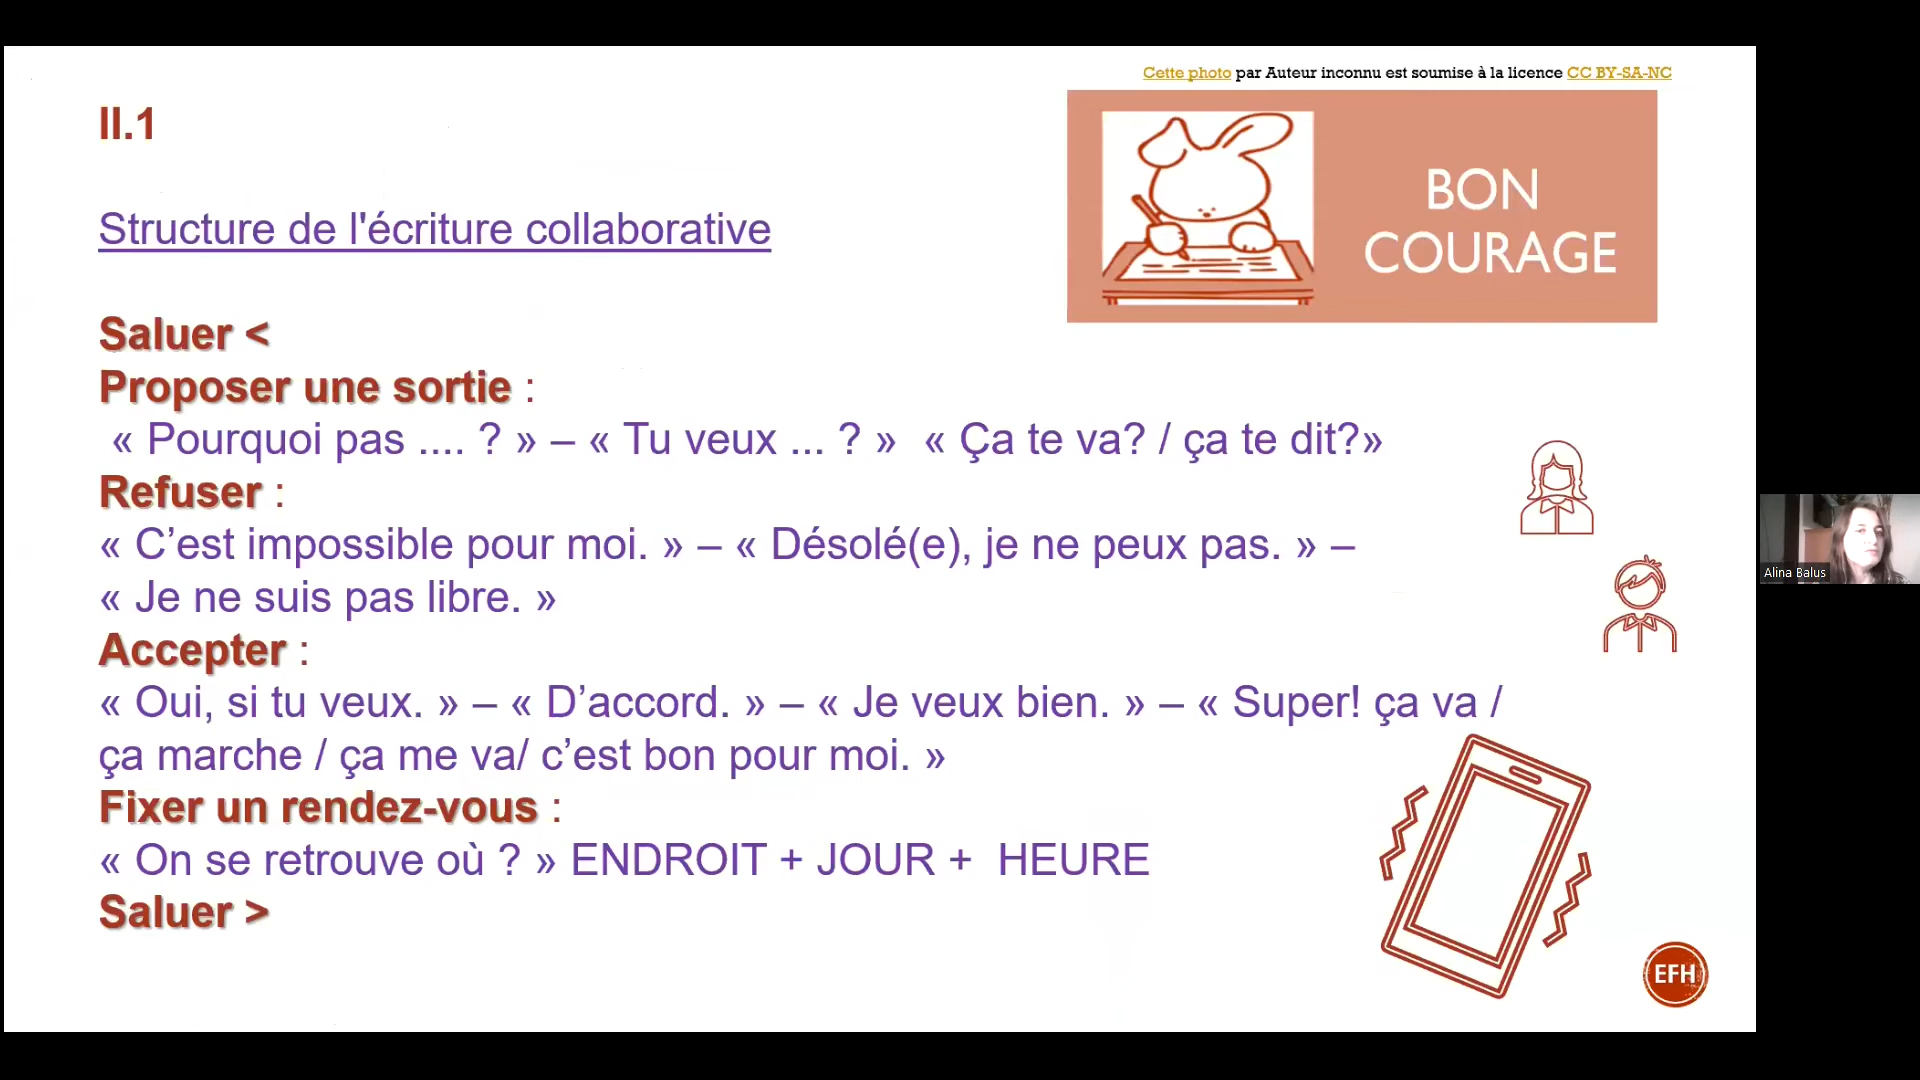 Cette photo par Auteur inconnu est soumise à la licence CC BY-SA-NC
II.1
BON
COURAGE
Structure de l'écriture collaborative
Saluer <
Proposer une sortie :
« Pourquoi pas .... ? » – « Tu veux ... ? » « Ça te va? / ça te dit?»
Refuser :
« C’est impossible pour moi. » – « Désolé(e), je ne peux pas. » –
« Je ne suis pas libre. »
Accepter :
« Oui, si tu veux. » – « D’accord. » – « Je veux bien. » – « Super! ça va /
ça marche / ça me va/ c’est bon pour moi. »
Fixer un rendez-vous :
« On se retrouve où ? » ENDROIT + JOUR + HEURE
Saluer >
EFH
Alina Balus